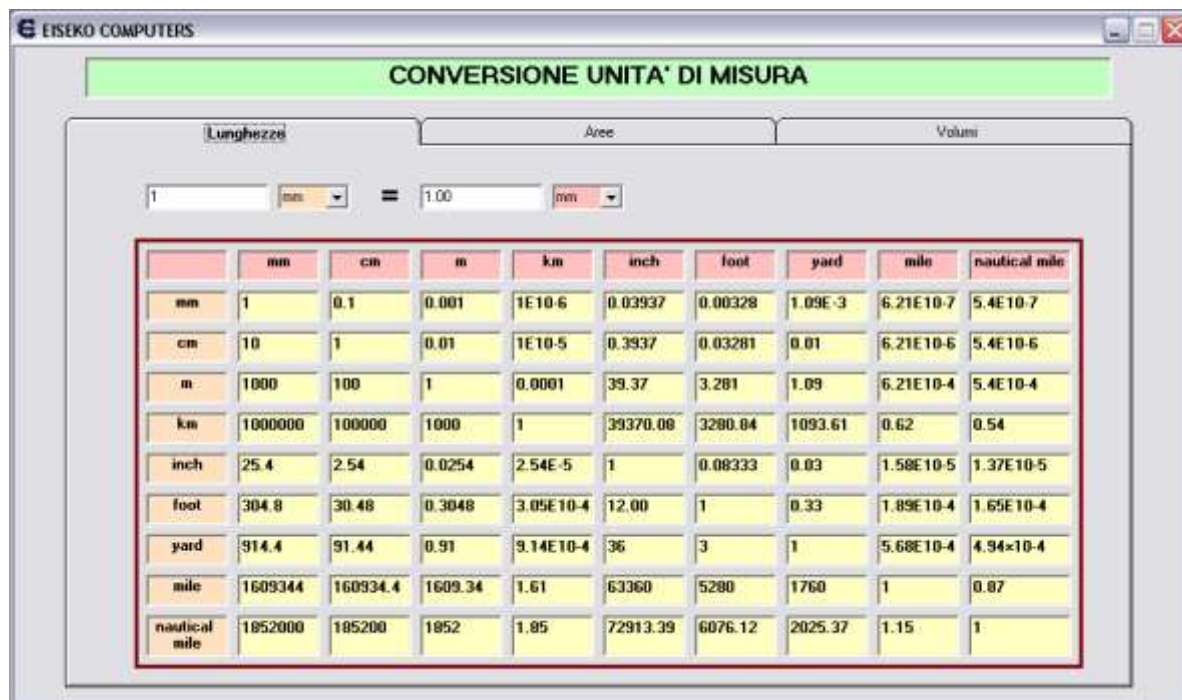 EISEKO COMPUTERS
CONVERSIONE UNITA' DI MISURA
Lunghezze Aree Volumi
1 mm = 1.00 mm
mm cm m km inch foot yard mile nautical mile
mm 1 0.1 0.001 1E10-6 0.03937 0.00328 1.09E-3 6.21E10-7 5.4E10-7
cm 10 1 0.01 1E10-5 0.3937 0.03281 0.01 6.21E10-6 5.4E10-6
m 1000 100 1 0.0001 39.37 3.281 1.09 6.21E10-4 5.4E10-4
km 1000000 100000 1000 1 39370.08 3280.84 1093.61 0.62 0.54
inch 25.4 2.54 0.0254 2.54E-5 1 0.08333 0.03 1.58E10-5 1.37E10-5
foot 304.8 30.48 0.3048 3.05E10-4 12.00 1 0.33 1.89E10-4 1.65E10-4
yard 914.4 91.44 0.91 9.14E10-4 36 3 1 5.68E10-4 4.94×10-4
mile 1609344 160934.4 1609.34 1.61 63360 5280 1760 1 0.87
nautical mile 1852000 185200 1852 1.85 72913.39 6076.12 2025.37 1.15 1